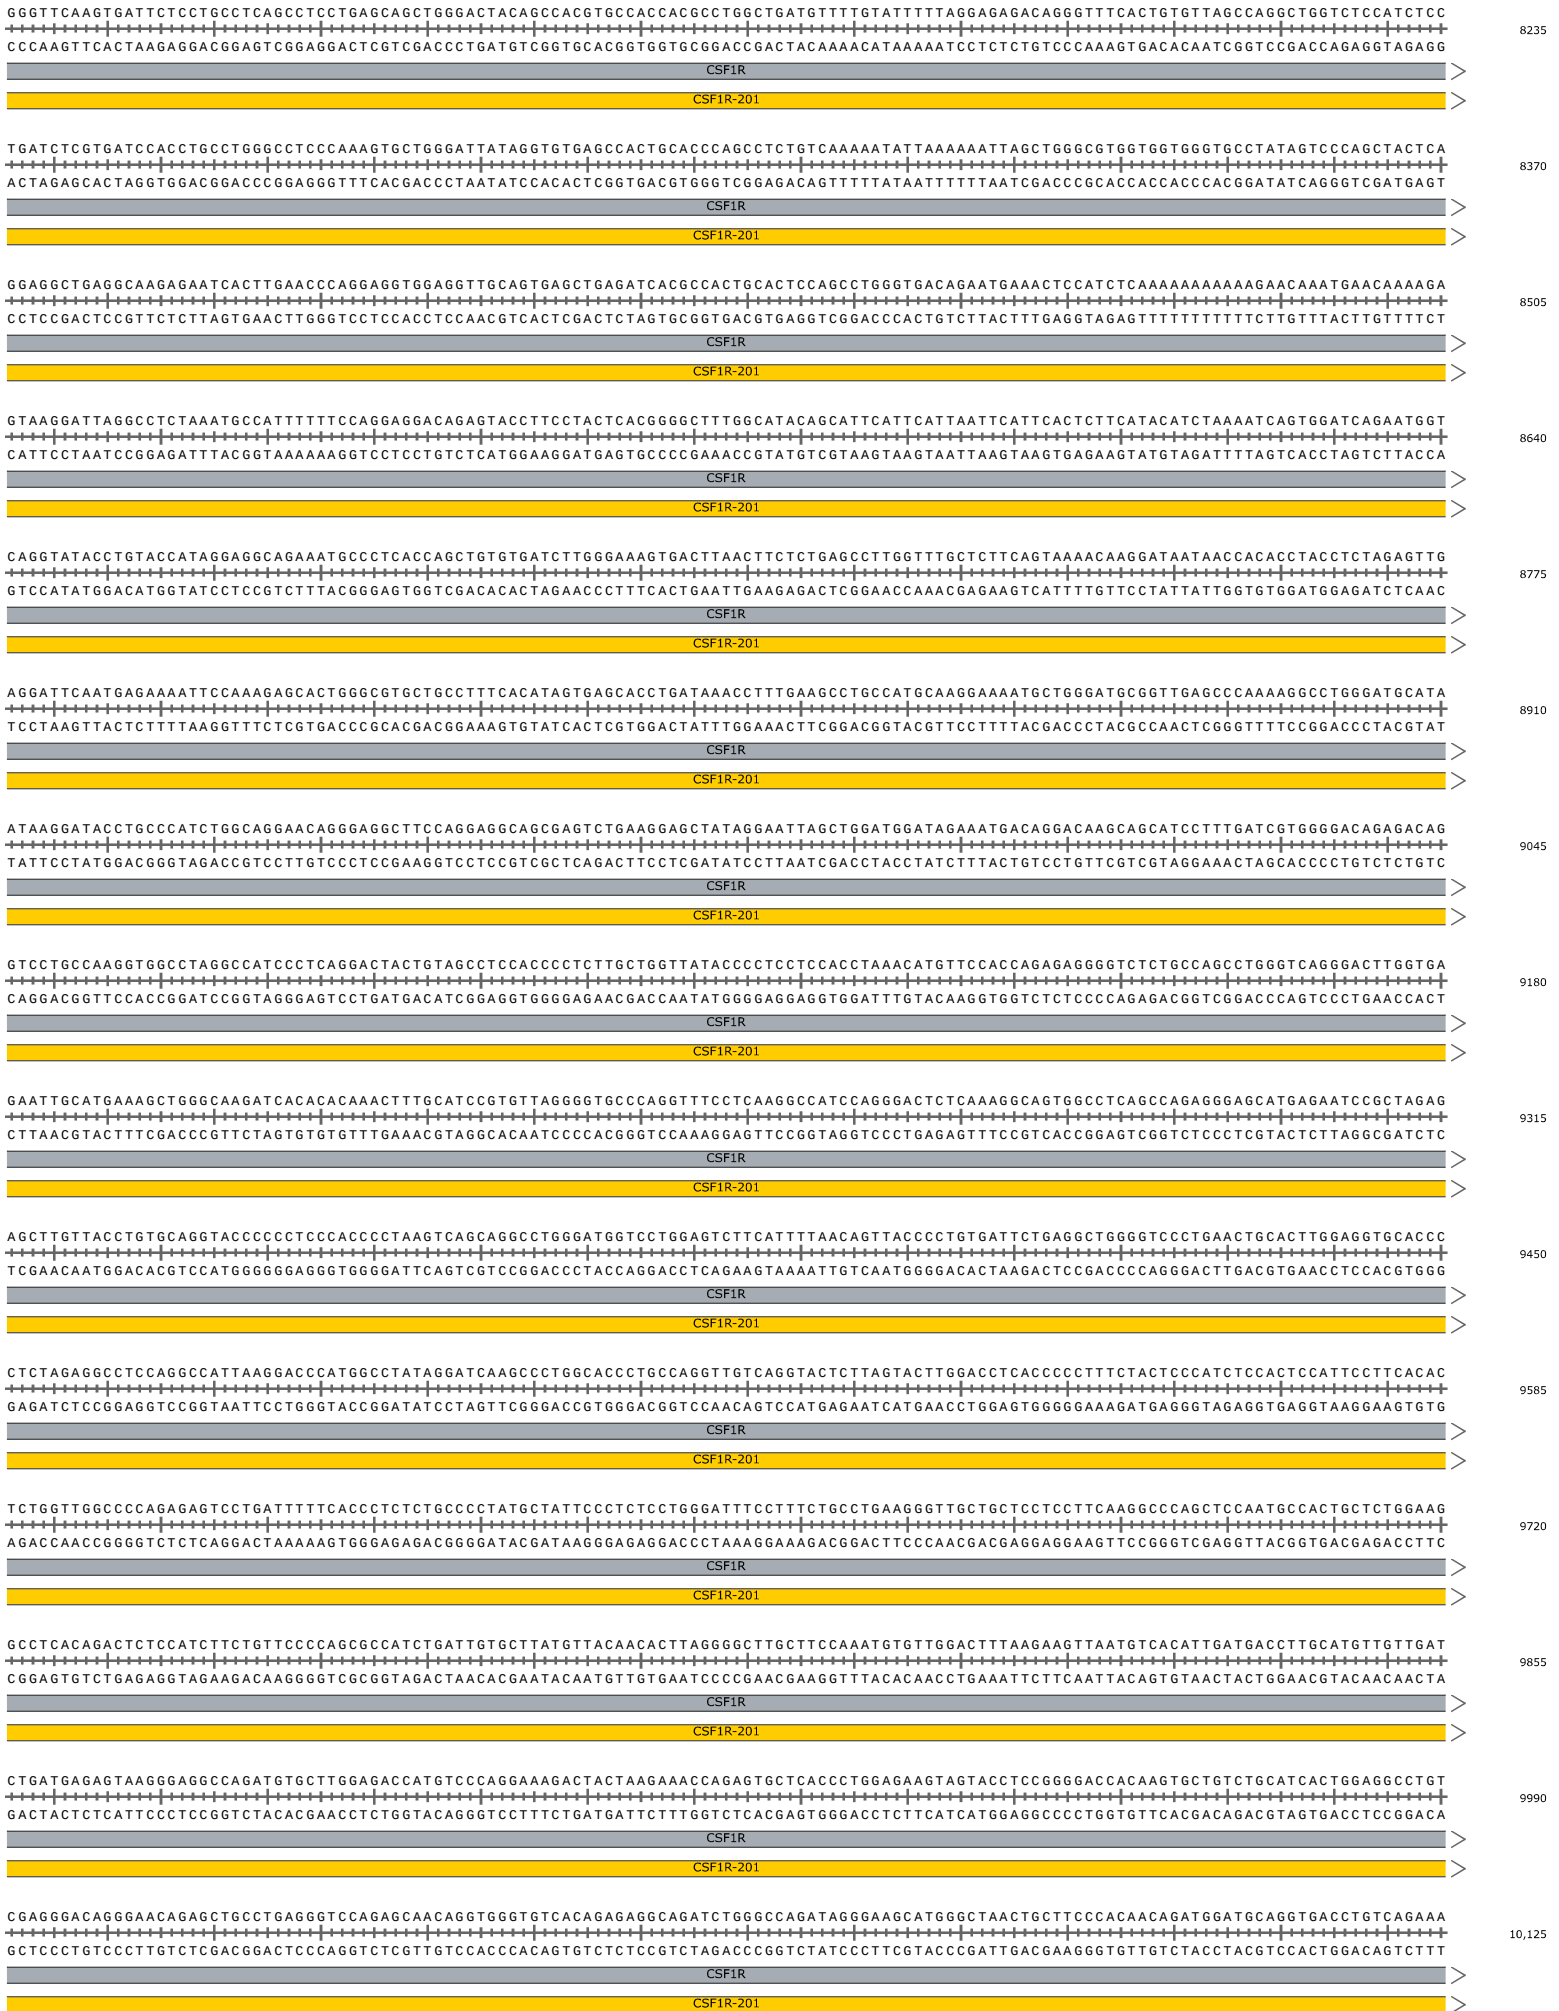 GGGTTCAAGTGATTCTCCTGCCTCAGCCTCCTGAGCAGCTGGGACTACAGCCACGTGCCACCACGCCTGGCTGATGTTTTGTATTTTTAGGAGAGACAGGGTTTCACTGTGTTAGCCAGGCTGGTCTCCATCTCC
8235
CCCAAGTTCACTAAGAGGACGGAGTCGGAGGACTCGTCGACCCTGATGTCGGTGCACGGTGGTGCGGACCGACTACAAAACATAAAAATCCTCTCTGTCCCAAAGTGACACAATCGGTCCGACCAGAGGTAGAGG
CSF1R
CSF1R-201
TGATCTCGTGATCCACCTGCCTGGGCCTCCCAAAGTGCTGGGATTATAGGTGTGAGCCACTGCACCCAGCCTCTGTCAAAAATATTAAAAAATTAGCTGGGCGTGGTGGTGGGTGCCTATAGTCCCAGCTACTCA
8370
ACTAGAGCACTAGGTGGACGGACCCGGAGGGTTTCACGACCCTAATATCCACACTCGGTGACGTGGGTCGGAGACAGTTTTTATAATTTTTTAATCGACCCGCACCACCACCCACGGATATCAGGGTCGATGAGT
CSF1R
CSF1R-201
GGAGGCTGAGGCAAGAGAATCACTTGAACCCAGGAGGTGGAGGTTGCAGTGAGCTGAGATCACGCCACTGCACTCCAGCCTGGGTGACAGAATGAAACTCCATCTCAAAAAAAAAAAGAACAAATGAACAAAAGA
8505
CCTCCGACTCCGTTCTCTTAGTGAACTTGGGTCCTCCACCTCCAACGTCACTCGACTCTAGTGCGGTGACGTGAGGTCGGACCCACTGTCTTACTTTGAGGTAGAGTTTTTTTTTTTCTTGTTTACTTGTTTTCT
CSF1R
CSF1R-201
GTAAGGATTAGGCCTCTAAATGCCATTTTTTCCAGGAGGACAGAGTACCTTCCTACTCACGGGGCTTTGGCATACAGCATTCATTCATTAATTCATTCACTCTTCATACATCTAAAATCAGTGGATCAGAATGGT
8640
CATTCCTAATCCGGAGATTTACGGTAAAAAAGGTCCTCCTGTCTCATGGAAGGATGAGTGCCCCGAAACCGTATGTCGTAAGTAAGTAATTAAGTAAGTGAGAAGTATGTAGATTTTAGTCACCTAGTCTTACCA
CSF1R
CSF1R-201
CAGGTATACCTGTACCATAGGAGGCAGAAATGCCCTCACCAGCTGTGTGATCTTGGGAAAGTGACTTAACTTCTCTGAGCCTTGGTTTGCTCTTCAGTAAAACAAGGATAATAACCACACCTACCTCTAGAGTTG
8775
GTCCATATGGACATGGTATCCTCCGTCTTTACGGGAGTGGTCGACACACTAGAACCCTTTCACTGAATTGAAGAGACTCGGAACCAAACGAGAAGTCATTTTGTTCCTATTATTGGTGTGGATGGAGATCTCAAC
CSF1R
CSF1R-201
AGGATTCAATGAGAAAATTCCAAAGAGCACTGGGCGTGCTGCCTTTCACATAGTGAGCACCTGATAAACCTTTGAAGCCTGCCATGCAAGGAAAATGCTGGGATGCGGTTGAGCCCAAAAGGCCTGGGATGCATA
8910
TCCTAAGTTACTCTTTTAAGGTTTCTCGTGACCCGCACGACGGAAAGTGTATCACTCGTGGACTATTTGGAAACTTCGGACGGTACGTTCCTTTTACGACCCTACGCCAACTCGGGTTTTCCGGACCCTACGTAT
CSF1R
CSF1R-201
ATAAGGATACCTGCCCATCTGGCAGGAACAGGGAGGCTTCCAGGAGGCAGCGAGTCTGAAGGAGCTATAGGAATTAGCTGGATGGATAGAAATGACAGGACAAGCAGCATCCTTTGATCGTGGGGACAGAGACAG
9045
TATTCCTATGGACGGGTAGACCGTCCTTGTCCCTCCGAAGGTCCTCCGTCGCTCAGACTTCCTCGATATCCTTAATCGACCTACCTATCTTTACTGTCCTGTTCGTCGTAGGAAACTAGCACCCCTGTCTCTGTC
CSF1R
CSF1R-201
GTCCTGCCAAGGTGGCCTAGGCCATCCCTCAGGACTACTGTAGCCTCCACCCCTCTTGCTGGTTATACCCCTCCTCCACCTAAACATGTTCCACCAGAGAGGGGTCTCTGCCAGCCTGGGTCAGGGACTTGGTGA
9180
CAGGACGGTTCCACCGGATCCGGTAGGGAGTCCTGATGACATCGGAGGTGGGGAGAACGACCAATATGGGGAGGAGGTGGATTTGTACAAGGTGGTCTCTCCCCAGAGACGGTCGGACCCAGTCCCTGAACCACT
CSF1R
CSF1R-201
GAATTGCATGAAAGCTGGGCAAGATCACACACACAAACTTTGCATCCGTGTTAGGGGTGCCCAGGTTTCCTCAAGGCCATCCAGGGACTCTCAAAGGCAGTGGCCTCAGCCAGAGGGAGCATGAGAATCCGCTAGAG
9315
CTTAACGTACTTTCGACCCGTTCTAGTGTGTGTGTTTGAAACGTAGGCACAATCCCCACGGGTCCAAAGGAGTTCCGGTAGGTCCCTGAGAGTTTCCGTCACCGGAGTCGGTCTCCCTCGTACTCTTAGGCGATCTC
CSF1R
CSF1R-201
AGCTTGTTACCTGTGCAGGTACCCCCCTCCCACCCCTAAGTCAGCAGGCCTGGGATGGTCCTGGAGTCTTCATTTTAACAGTTACCCCTGTGATTCTGAGGCTGGGGTCCCTGAACTGCACTTGGAGGTGCACCC
9450
TCGAACAATGGACACGTCCATGGGGGGAGGGTGGGGATTCAGTCGTCCGGACCCTACCAGGACCTCAGAAGTAAAATTGTCAATGGGGACACTAAGACTCCGACCCCAGGGACTTGACGTGAACCTCCACGTGGG
CSF1R
CSF1R-201
CTCTAGAGGCCTCCAGGCCATTAAGGACCCATGGCCTATAGGATCAAGCCCTGGCACCCTGCCAGGTTGTCAGGTACTCTTAGTACTTGGACCTCACCCCCTTTCTACTCCCATCTCCACTCCATTCCTTCACAC
9585
GAGATCTCCGGAGGTCCGGTAATTCCTGGGTACCGGATATCCTAGTTCGGGACCGTGGGACGGTCCAACAGTCCATGAGAATCATGAACCTGGAGTGGGGGAAAGATGAGGGTAGAGGTGAGGTAAGGAAGTGTG
CSF1R
CSF1R-201
TCTGGTTGGCCCCAGAGAGTCCTGATTTTTCACCCTCTCTGCCCCTATGCTATTCCCTCTCCTGGGATTTCCTTTCTGCCTGAAGGGTTGCTGCTCCTCCTTCAAGGCCCAGCTCCAATGCCACTGCTCTGGAAG
9720
AGACCAACCGGGGTCTCTCAGGACTAAAAAGTGGGAGAGACGGGGATACGATAAGGGAGAGGACCCTAAAGGAAAGACGGACTTCCCAACGACGAGGAGGAAGTTCCGGGTCGAGGTTACGGTGACGAGACCTTC
CSF1R
CSF1R-201
GCCTCACAGACTCTCCATCTTCTGTTCCCCAGCGCCATCTGATTGTGCTTATGTTACAACACTTAGGGGCTTGCTTCCAAATGTGTTGGACTTTAAGAAGTTAATGTCACATTGATGACCTTGCATGTTGTTGAT
9855
CGGAGTGTCTGAGAGGTAGAAGACAAGGGGTCGCGGTAGACTAACACGAATACAATGTTGTGAATCCCCGAACGAAGGTTTACACAACCTGAAATTCTTCAATTACAGTGTAACTACTGGAACGTACAACAACTA
CSF1R
CSF1R-201
CTGATGAGAGTAAGGGAGGCCAGATGTGCTTGGAGACCATGTCCCAGGAAAGACTACTAAGAAACCAGAGTGCTCACCCTGGAGAAGTAGTACCTCCGGGGACCACAAGTGCTGTCTGCATCACTGGAGGCCTGT
9990
GACTACTCTCATTCCCTCCGGTCTACACGAACCTCTGGTACAGGGTCCTTTCTGATGATTCTTTGGTCTCACGAGTGGGACCTCTTCATCATGGAGGCCCCTGGTGTTCACGACAGACGTAGTGACCTCCGGACA
CSF1R
CSF1R-201
CGAGGGACAGGGAACAGAGCTGCCTGAGGGTCCAGAGCAACAGGTGGGTGTCACAGAGAGGCAGATCTGGGCCAGATAGGGAAGCATGGGCTAACTGCTTCCCACAACAGATGGATGCAGGTGACCTGTCAGAAA
10,125
GCTCCCTGTCCCTTGTCTCGACGGACTCCCAGGTCTCGTTGTCCACCCACAGTGTCTCTCCGTCTAGACCCGGTCTATCCCTTCGTACCCGATTGACGAAGGGTGTTGTCTACCTACGTCCACTGGACAGTCTTT
CSF1R
CSF1R-201